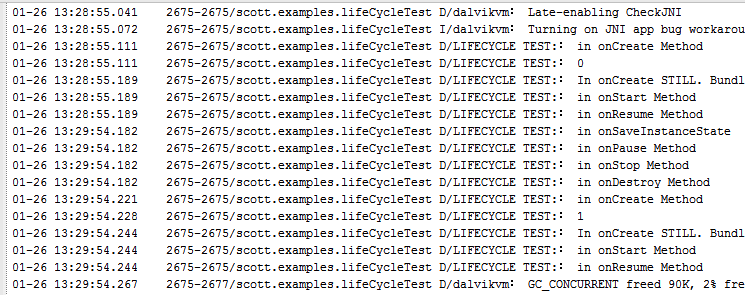 01-26 13:28:55.041 2675-2675/scott.examples.lifeCycleTest D/dalvikvm: Late-enabling CheckJNI
01-26 13:28:55.072 2675-2675/scott.examples.lifeCycleTest I/dalvikvm: Turning on JNI app bug workarou
01-26 13:28:55.111 2675-2675/scott.examples.lifeCycleTest D/LIFECYCLE TEST:: in onCreate Method
01-26 13:28:55.111 2675-2675/scott.examples.lifeCycleTest D/LIFECYCLE TEST:: 0
01-26 13:28:55.189 2675-2675/scott.examples.lifeCycleTest D/LIFECYCLE TEST:: In onCreate STILL. Bundl
01-26 13:28:55.189 2675-2675/scott.examples.lifeCycleTest D/LIFECYCLE TEST:: in onStart Method
01-26 13:28:55.189 2675-2675/scott.examples.lifeCycleTest D/LIFECYCLE TEST:: in onResume Method
01-26 13:29:54.182 2675-2675/scott.examples.lifeCycleTest D/LIFECYCLE TEST:: in onSaveInstanceState
01-26 13:29:54.182 2675-2675/scott.examples.lifeCycleTest D/LIFECYCLE TEST:: in onPause Method
01-26 13:29:54.182 2675-2675/scott.examples.lifeCycleTest D/LIFECYCLE TEST:: in onStop Method
01-26 13:29:54.182 2675-2675/scott.examples.lifeCycleTest D/LIFECYCLE TEST:: in onDestroy Method
01-26 13:29:54.221 2675-2675/scott.examples.lifeCycleTest D/LIFECYCLE TEST:: in onCreate Method
01-26 13:29:54.228 2675-2675/scott.examples.lifeCycleTest D/LIFECYCLE TEST:: 1
01-26 13:29:54.244 2675-2675/scott.examples.lifeCycleTest D/LIFECYCLE TEST:: In onCreate STILL. Bundl
01-26 13:29:54.244 2675-2675/scott.examples.lifeCycleTest D/LIFECYCLE TEST:: in onStart Method
01-26 13:29:54.244 2675-2675/scott.examples.lifeCycleTest D/LIFECYCLE TEST:: in onResume Method
01-26 13:29:54.267 2675-2677/scott.examples.lifeCycleTest D/dalvikvm: GC_CONCURRENT freed 90K, 2% fre